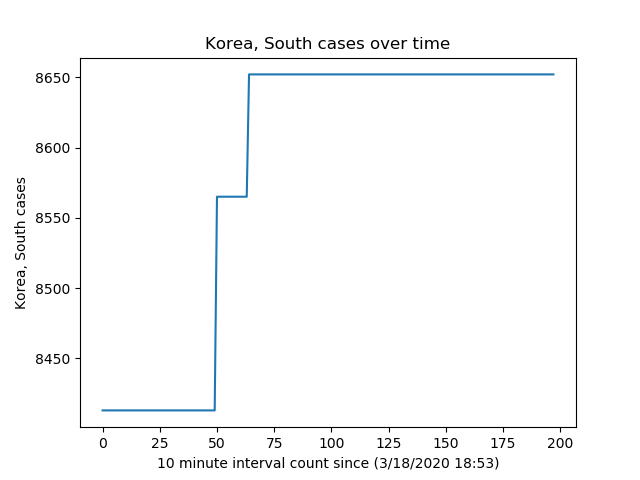 Korea, South cases over time
8650
8600
8550
8500
8450
Korea, South cases
0 25 50 75 100 125 150 175 200
10 minute interval count since (3/18/2020 18:53)